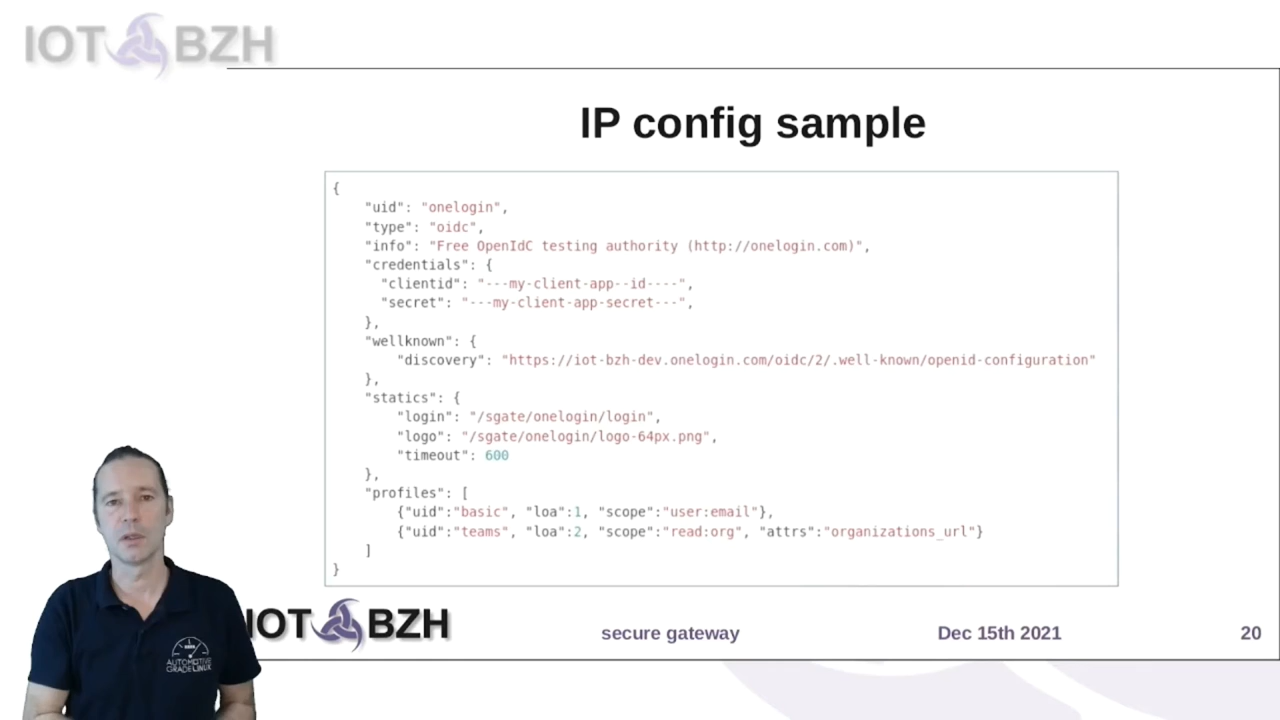 IOT BZH
IP config sample
{
"uid": "onelogin",
"type": "oidc",
"info": "Free OpenIdC testing authority (http://onelogin.com)",
"credentials": {
"clientid": "---my-client-app--id----",
"secret": "---my-client-app-secret---",
},
"wellknown": {
"discovery": "https://iot-bzh-dev.onelogin.com/oidc/2/.well-known/openid-configuration"
},
"statics": {
"login": "/sgate/onelogin/login",
"logo": "/sgate/onelogin/logo-64px.png",
"timeout": 600
},
"profiles": [
{"uid":"basic", "loa":1, "scope":"user:email"},
{"uid":"teams", "loa":2, "scope":"read:org", "attrs":"organizations_url"}
]
}
IOT BZH
secure gateway
Dec 15th 2021
20
AUTOMOTIVE
GRADE LINUX